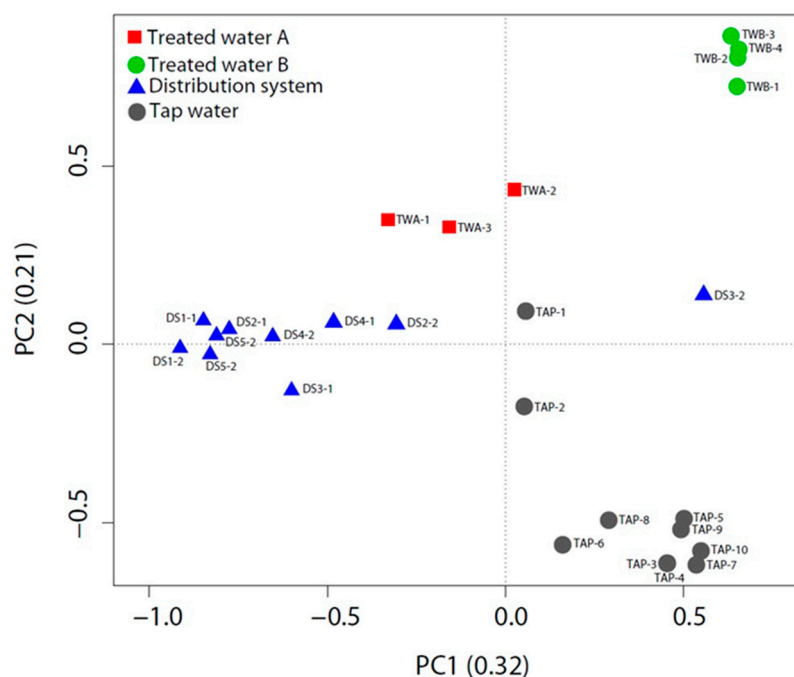 Treated water A
Treated water B
Distribution system
Tap water
TWB-3
TWB-4
TWB-2
TWB-1
TWA-2
TWA-1
TWA-3
DS3-2
TAP-1
DS1-1
DS2-1
DS4-1
DS2-2
DS5-2
DS4-2
DS1-2
DS5-2
DS3-1
TAP-2
TAP-8
TAP-5
TAP-9
TAP-6
TAP-10
TAP-3
TAP-7
TAP-4
0.5
0.0
−0.5
PC2 (0.21)
−1.0
−0.5
0.0
0.5
PC1 (0.32)